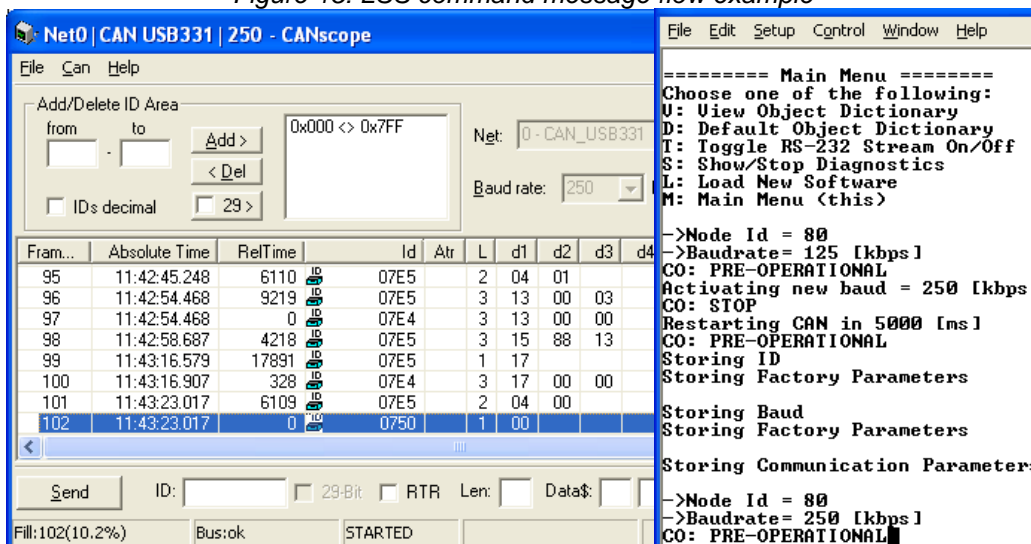 Figure 18: LSS command message flow example
Net0 | CAN USB331 | 250 - CANscope
File Can Help
Add/Delete ID Area
from to
-
Add >
< Del
IDs decimal
29 >
0x000 <> 0x7FF
Net: 0 - CAN_USB331
Baud rate: 250
Fram... Absolute Time RelTime Id Atr L d1 d2 d3 d4
95 11:42:45.248 6110 07E5 2 04 01
96 11:42:54.468 9219 07E5 3 13 00 03
97 11:42:54.468 0 07E4 3 13 00 00
98 11:42:58.687 4218 07E5 3 15 88 13
99 11:43:16.579 17891 07E5 1 17
100 11:43:16.907 328 07E4 3 17 00 00
101 11:43:23.017 6109 07E5 2 04 00
102 11:43:23.017 0 0750 1 00
Send ID: 29-Bit RTR Len: Data$:
Fill:102(10.2%) Bus:ok STARTED
File Edit Setup Control Window Help
========= Main Menu ========
Choose one of the following:
V: View Object Dictionary
D: Default Object Dictionary
T: Toggle RS-232 Stream On/Off
S: Show/Stop Diagnostics
L: Load New Software
M: Main Menu (this)
->Node Id = 80
->Baudrate= 125 [kbps]
CO: PRE-OPERATIONAL
Activating new baud = 250 [kbps
CO: STOP
Restarting CAN in 5000 [ms]
CO: PRE-OPERATIONAL
Storing ID
Storing Factory Parameters
Storing Baud
Storing Factory Parameters
Storing Communication Parameter
->Node Id = 80
->Baudrate= 250 [kbps]
CO: PRE-OPERATIONAL